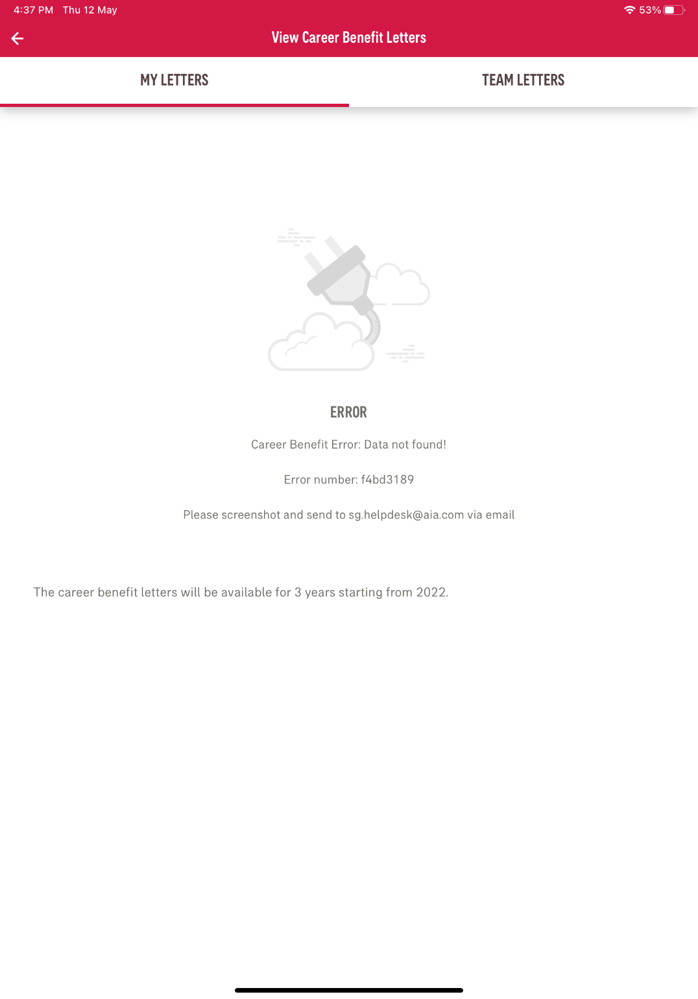 4:37 PM Thu 12 May 53%
View Career Benefit Letters
MY LETTERS TEAM LETTERS
ERROR
Career Benefit Error: Data not found!
Error number: f4bd3189
Please screenshot and send to sg.helpdesk@aia.com via email
The career benefit letters will be available for 3 years starting from 2022.